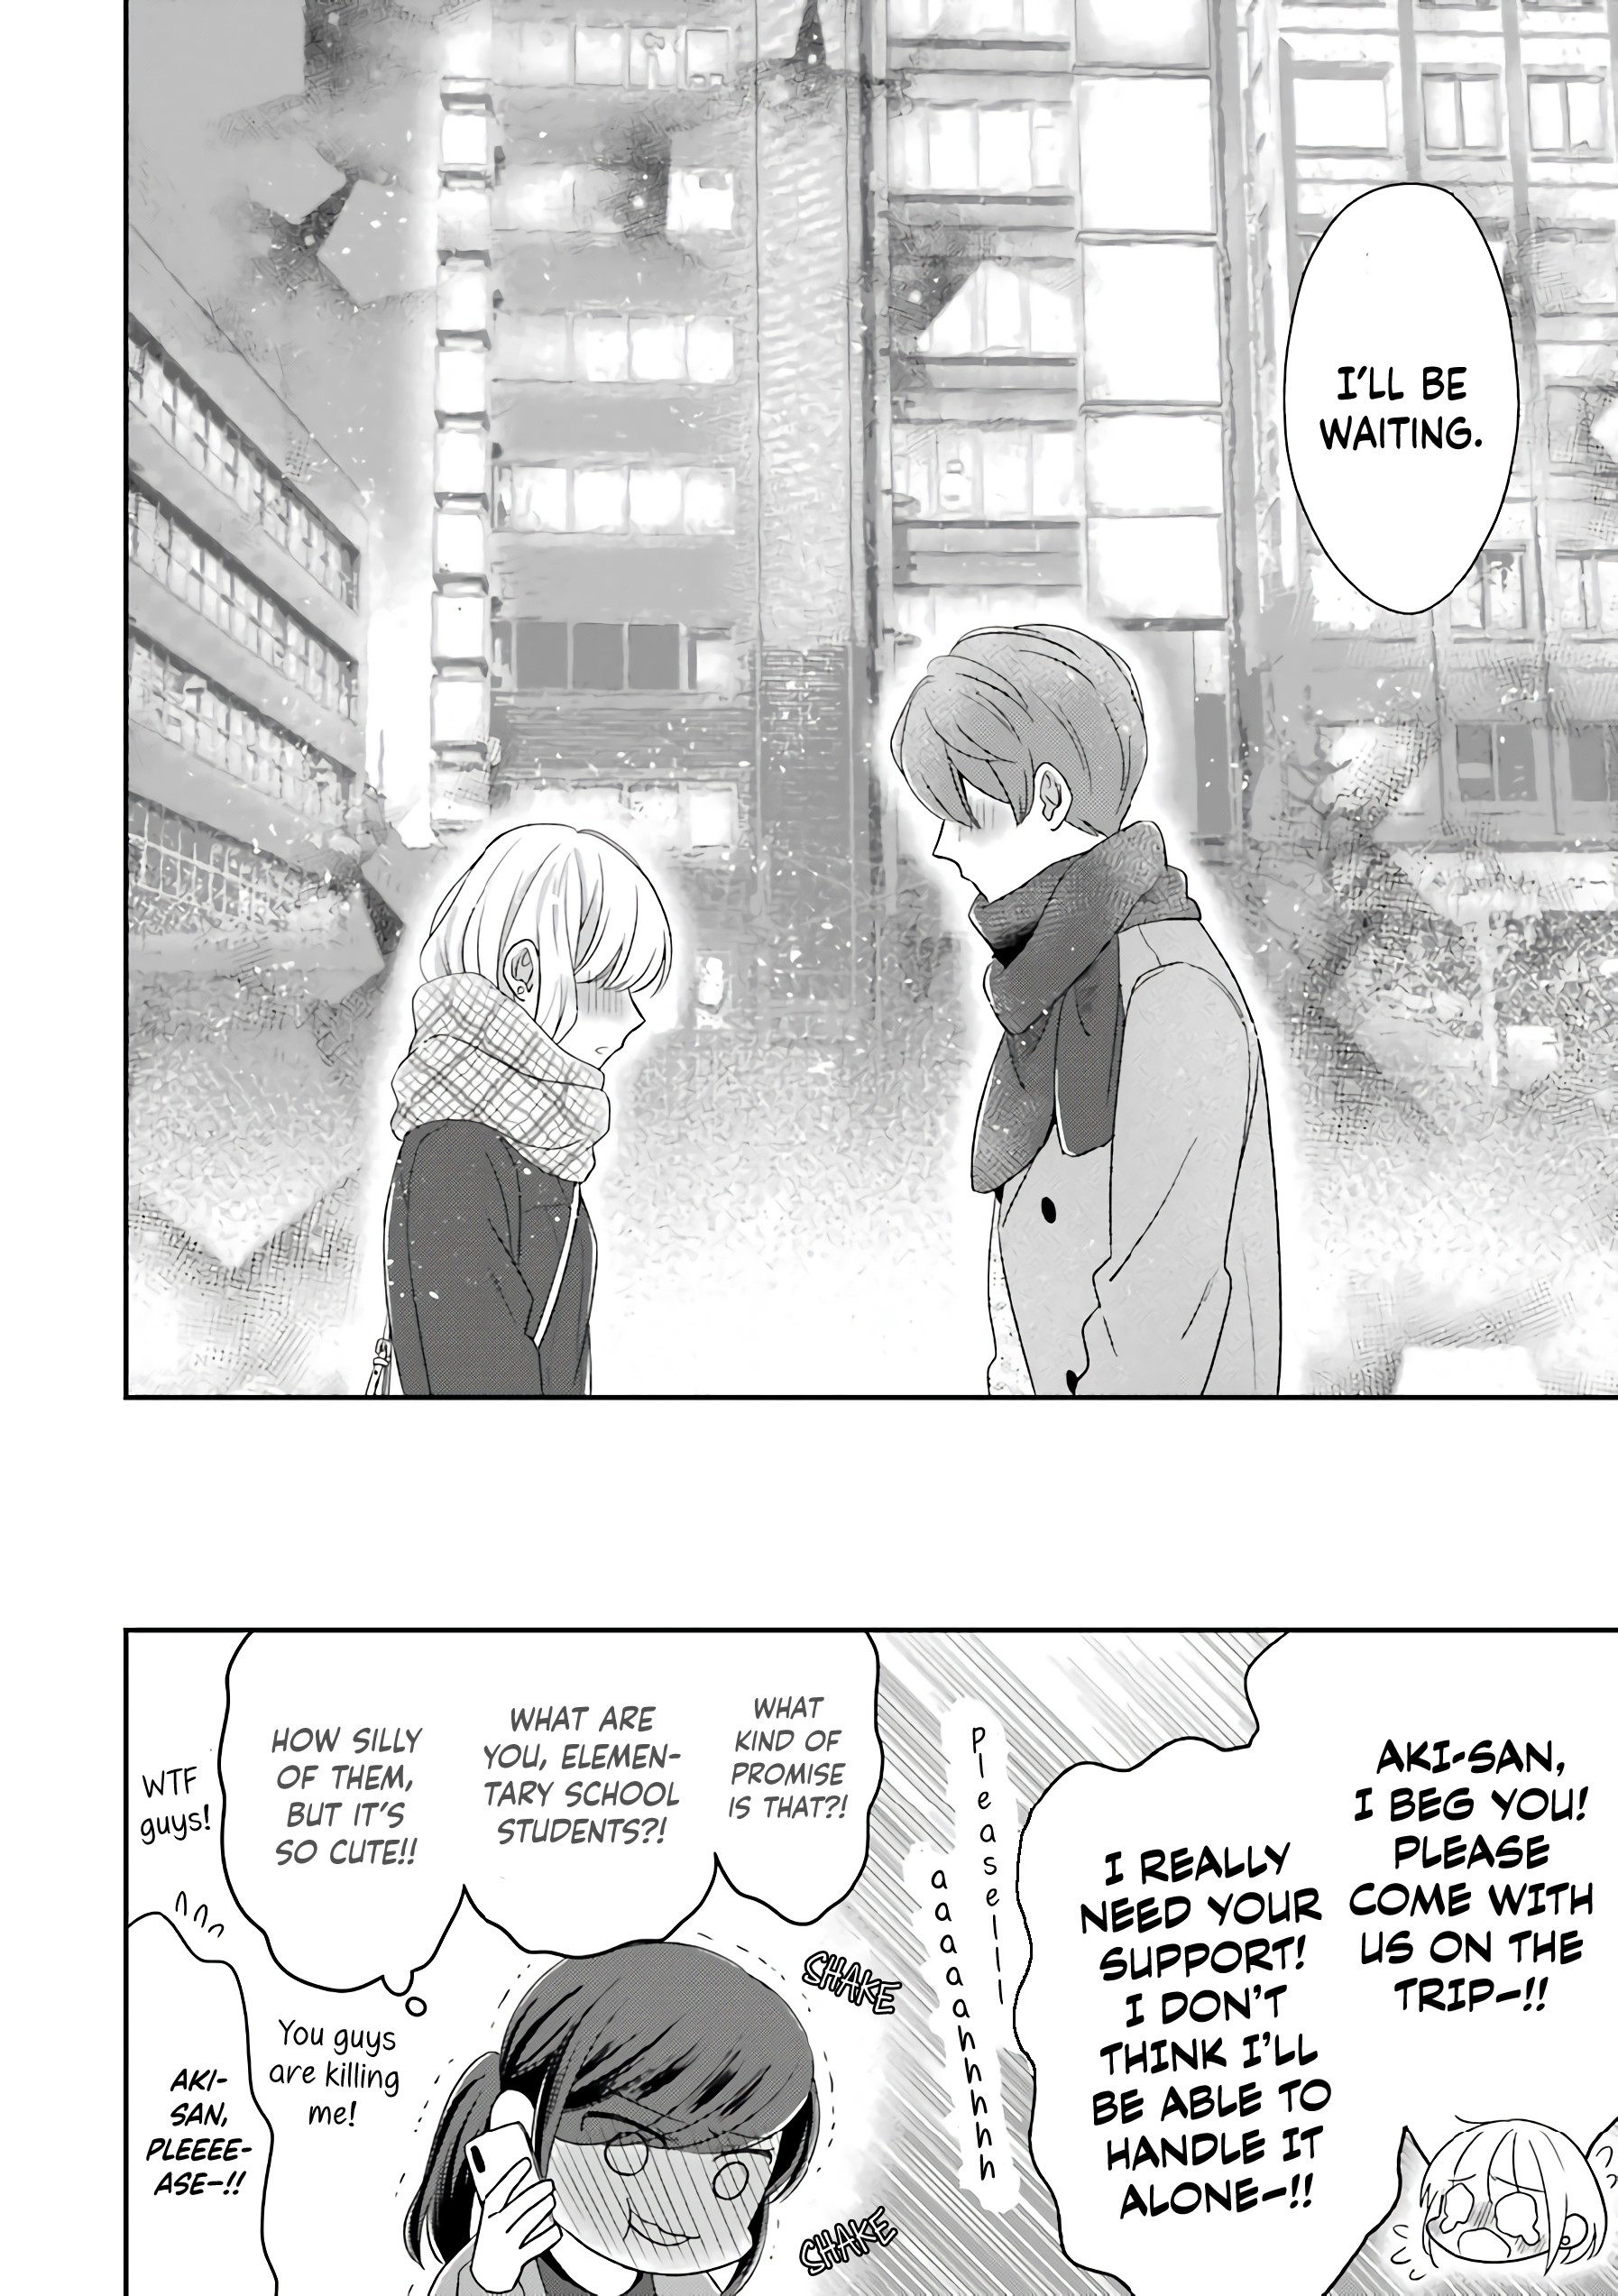 I'LL BE
WAITING.
AKI-SAN,
I BEG YOU!
PLEASE
COME WITH
US ON THE
TRIP—!!
I REALLY
NEED YOUR
SUPPORT!
I DON'T
THINK I'LL
BE ABLE TO
HANDLE IT
ALONE—!!
pleaselll
aaaaahhhhh
SHAKE
SHAKE
WHAT
KIND OF
PROMISE
IS THAT?!
WHAT ARE
YOU, ELEMEN-
TARY SCHOOL
STUDENTS?!
HOW SILLY
OF THEM,
BUT IT'S
SO CUTE!!
WTF
guys!
You guys
are killing
me!
AKI-
SAN,
PLEEEE-
ASE—!!